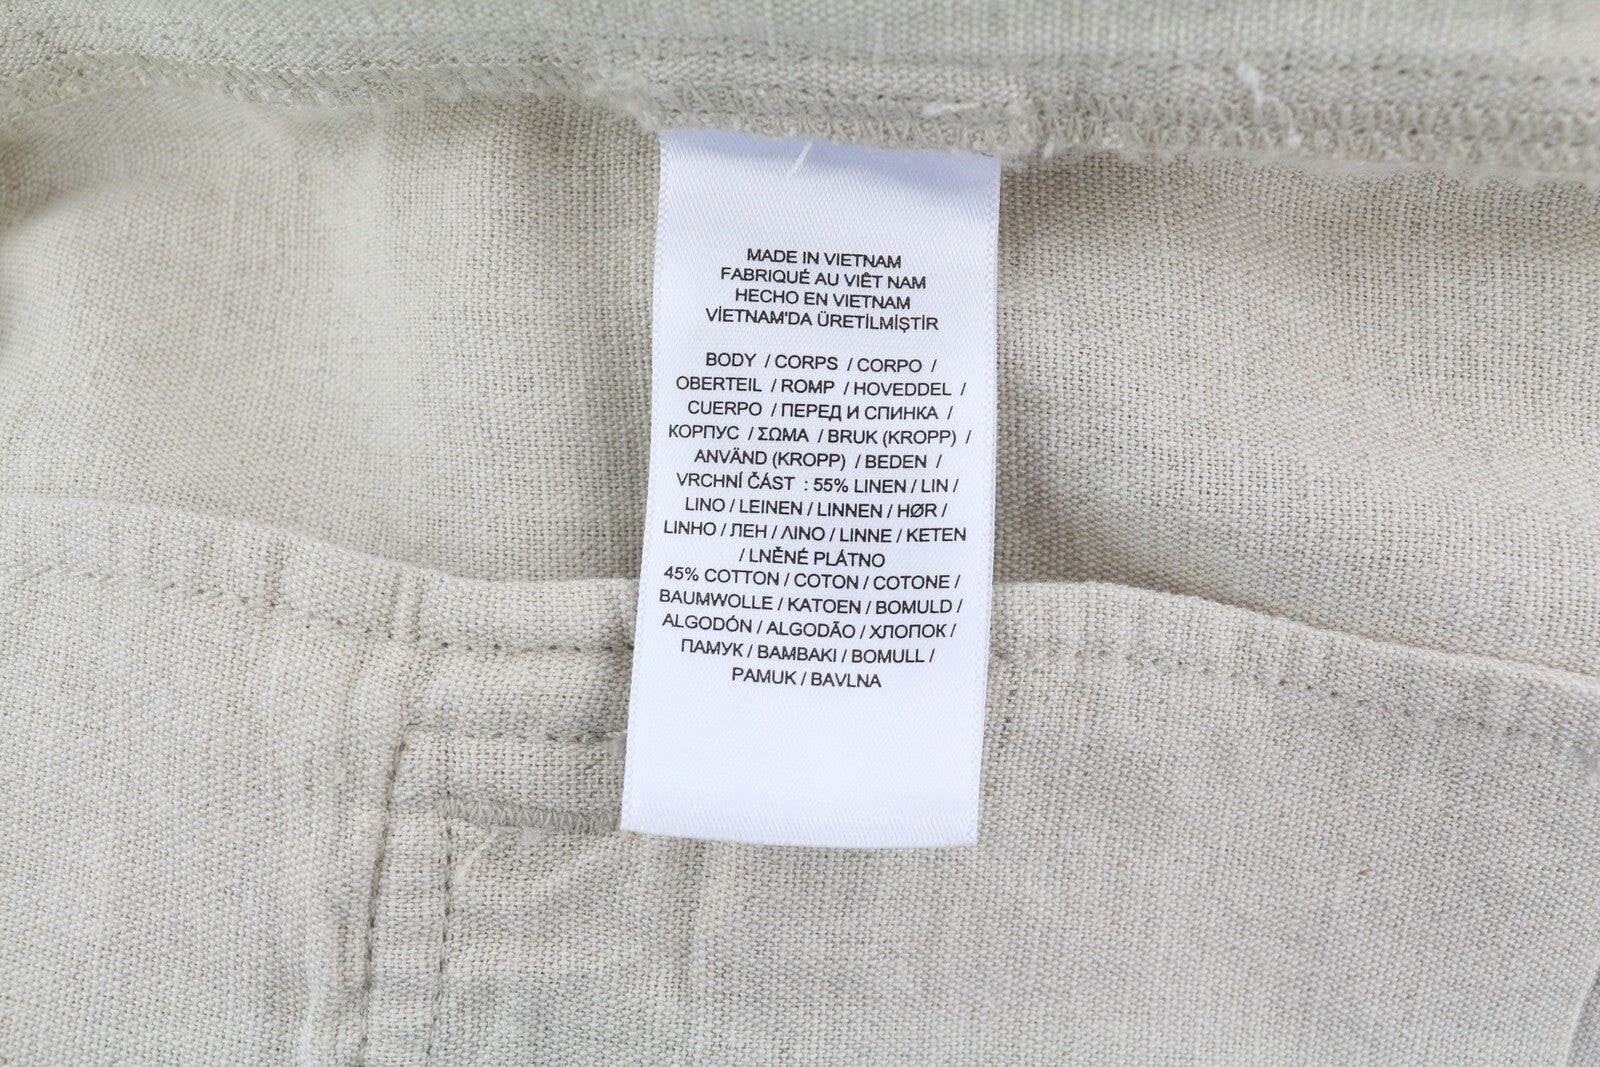 MADE IN VIETNAM
FABRIQUÉ AU VIÊT NAM
HECHO EN VIETNAM
VİETNAM'DA ÜRETİLMİŞTİR
BODY / CORPS / CORPO /
OBERTEIL / ROMP / HOVEDDEL /
CUERPO / ПЕРЕД И СПИНКА /
КОРПУС / ΣΩΜΑ / BRUK (KROPP) /
ANVÄND (KROPP) / BEDEN /
VRCHNÍ ČÁST : 55% LINEN / LIN /
LINO / LEINEN / LINNEN / HØR /
LINHO / ЛЕН / ΛΙΝΟ / LINNE / KETEN
/ LNĚNÉ PLÁTNO
45% COTTON / COTON / COTONE /
BAUMWOLLE / KATOEN / BOMULD /
ALGODÓN / ALGODÃO / ХЛОПОК /
ПАМУК / ΒΑΜΒΑΚΙ / BOMULL /
PAMUK / BAVLNA